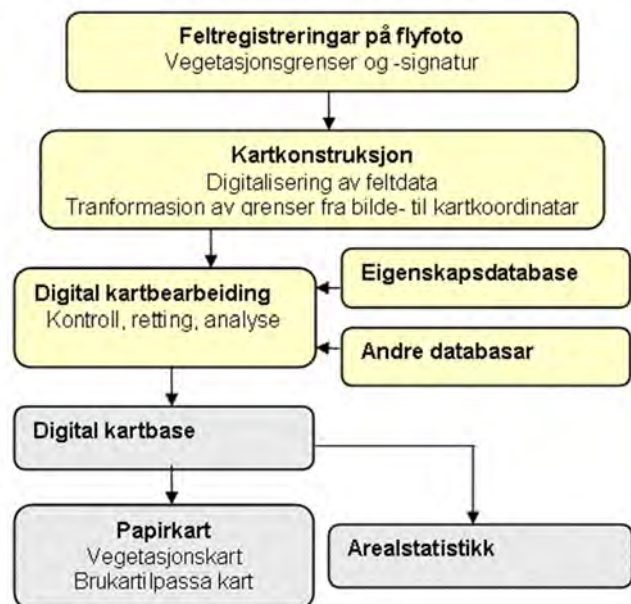 Feltregistreringar på flyfoto
Vegetasjonsgrenser og -signatur
Kartkonstruksjon
Digitalisering av feltdata
Tranformasjon av grenser fra bilde- til kartkoordinatar
Digital kartbearbeiding
Kontroll, retting, analyse
Eigenskapsdatabase
Andre databasar
Digital kartbase
Papirkart
Vegetasjonskart
Brukartilpassa kart
Arealstatistikk